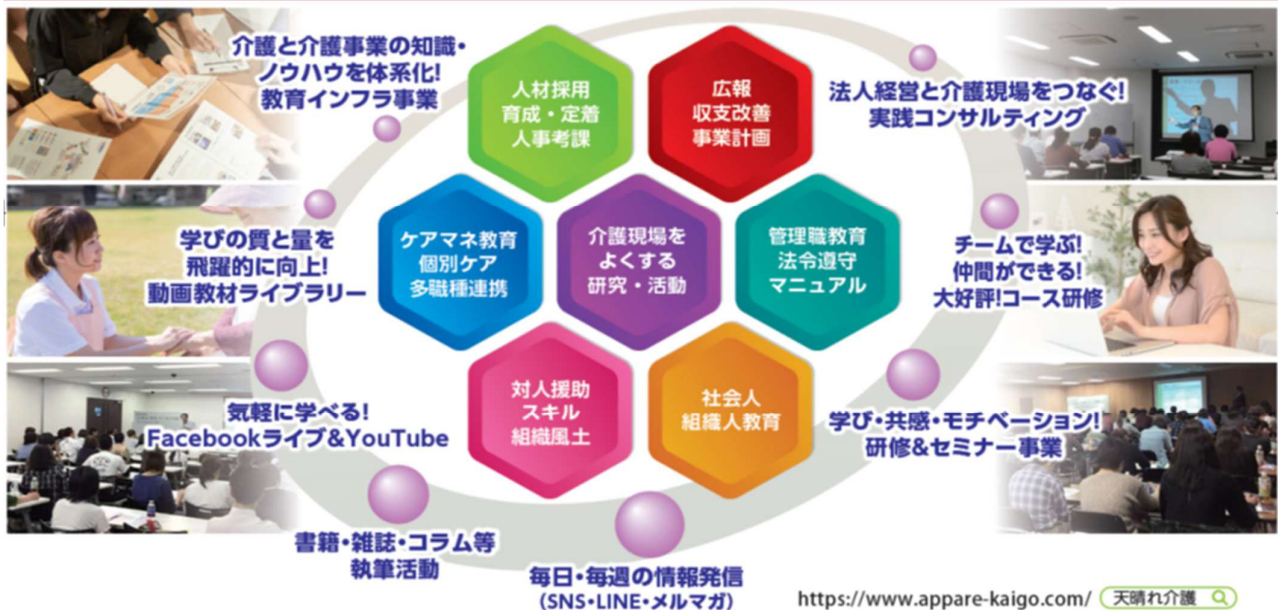 介護と介護事業の知識・
ノウハウを体系化!
教育インフラ事業
人材採用
育成・定着
人事考課
広報
収支改善
事業計画
法人経営と介護現場をつなぐ!
実践コンサルティング
学びの質と量を
飛躍的に向上!
動画教材ライブラリー
ケアマネ教育
個別ケア
多職種連携
介護現場を
よくする
研究・活動
管理職教育
法令遵守
マニュアル
チームで学ぶ!
仲間ができる!
大好評!コース研修
気軽に学べる!
Facebookライブ&YouTube
対人援助
スキル
組織風土
社会人
組織人教育
学び・共感・モチベーション!
研修&セミナー事業
書籍・雑誌・コラム等
執筆活動
毎日・毎週の情報発信
(SNS・LINE・メルマガ)
https://www.appare-kaigo.com/ 天晴れ介護